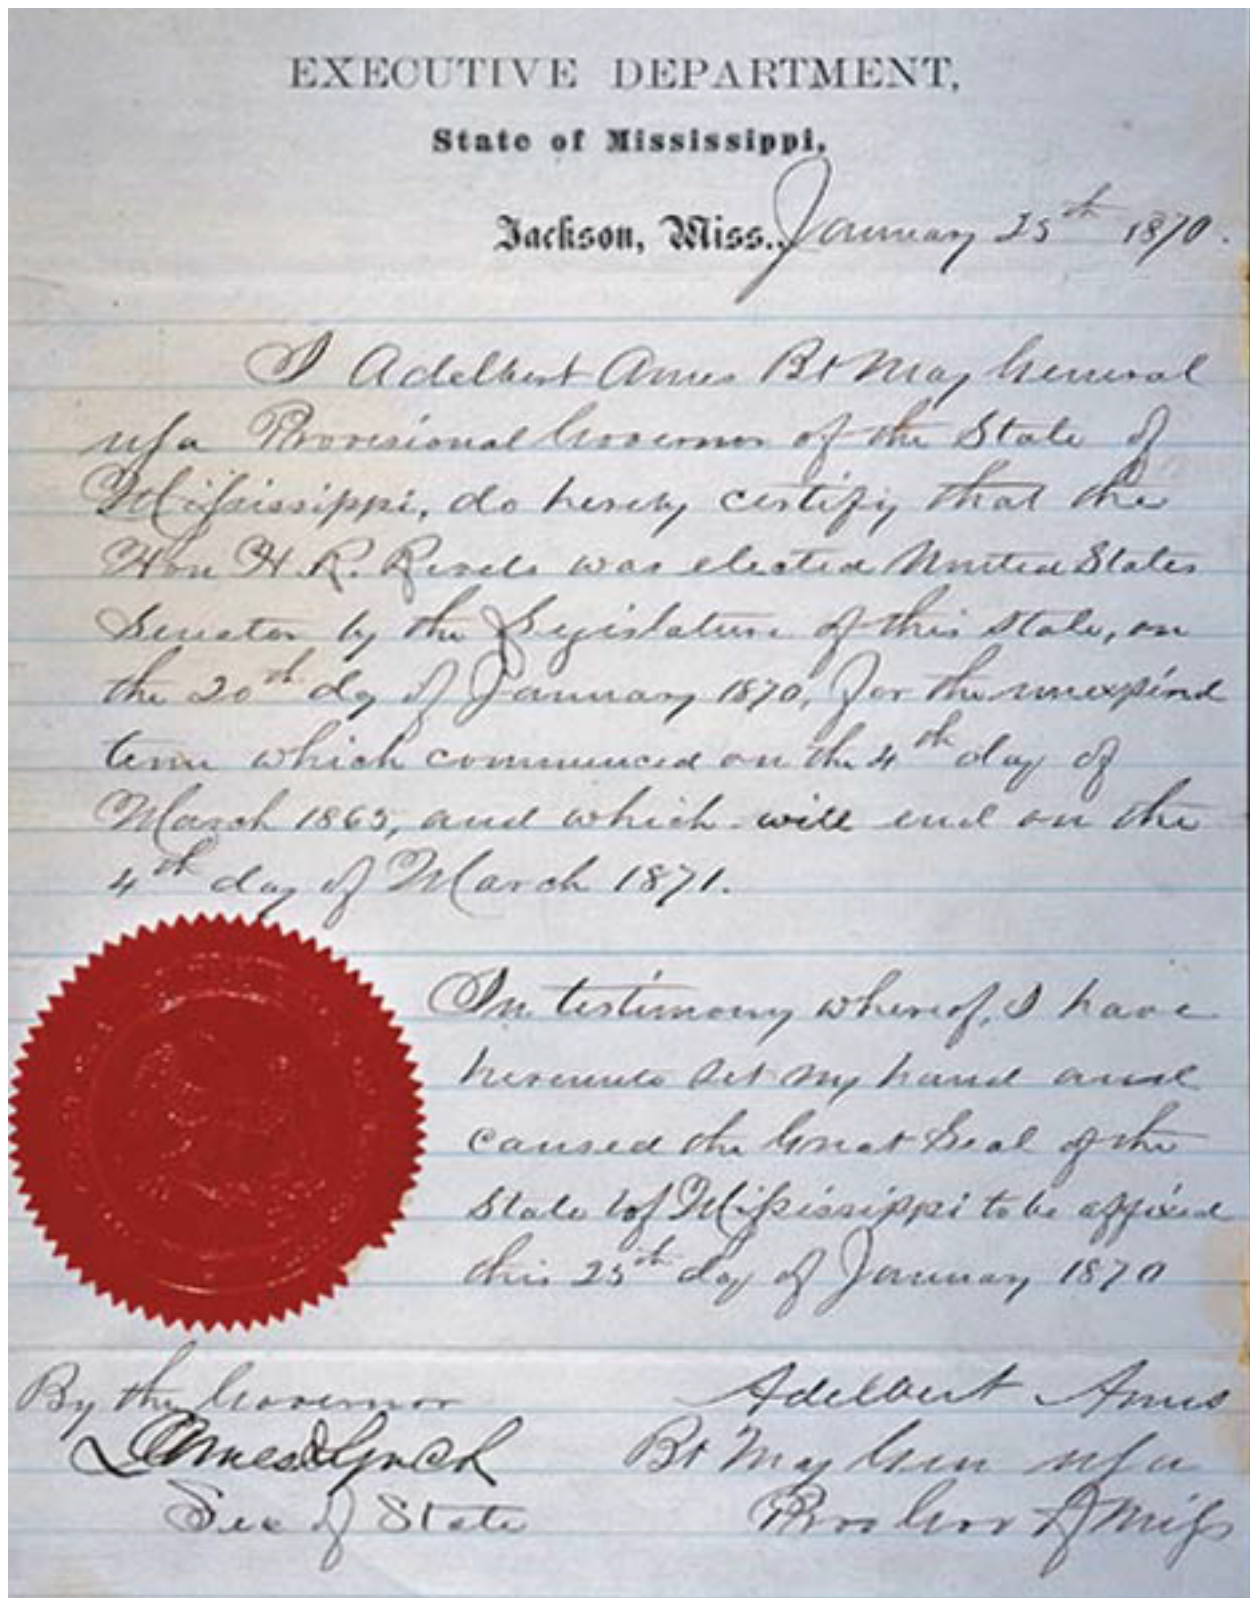 EXECUTIVE DEPARTMENT,
State of Mississippi,
Jackson, Miss., January 25th 1870.
I Adelbert Ames Bt Maj General
USA Provisional Governor of the State of
Mississippi, do hereby certify that the
Hon H. R. Revels was elected United States
Senator by the Legislature of this State, on
the 20th day of January 1870, for the unexpired
term which commenced on the 4th day of
March 1865, and which will end on the
4th day of March 1871.
In testimony whereof, I have
hereunto set my hand and
caused the Great Seal of the
State of Mississippi to be affixed
this 25th day of January 1870
By the Governor
James Lynch
Sec of State
Adelbert Ames
Bt Maj Gen USA
Pro Gov of Miss